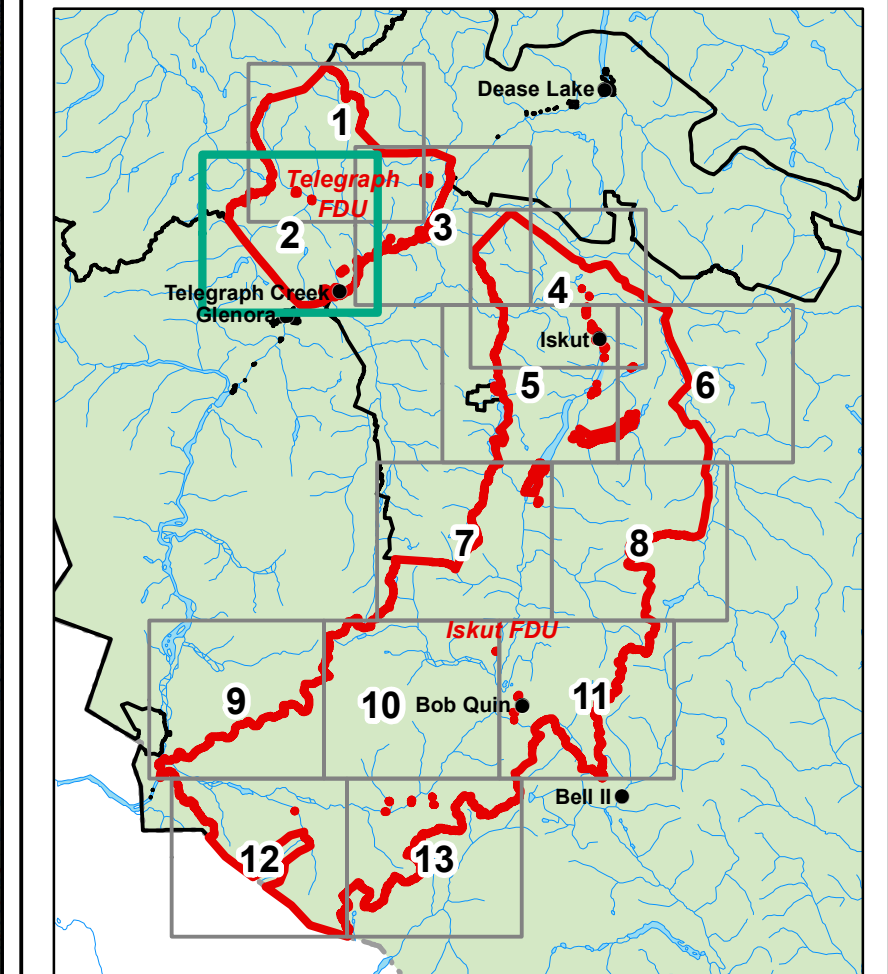 Dease Lake
1
Telegraph
FDU
2
3
Telegraph Creek
Glenora
4
Iskut
5
6
7
8
Iskut FDU
9
10
Bob Quin
11
Bell II
12
13